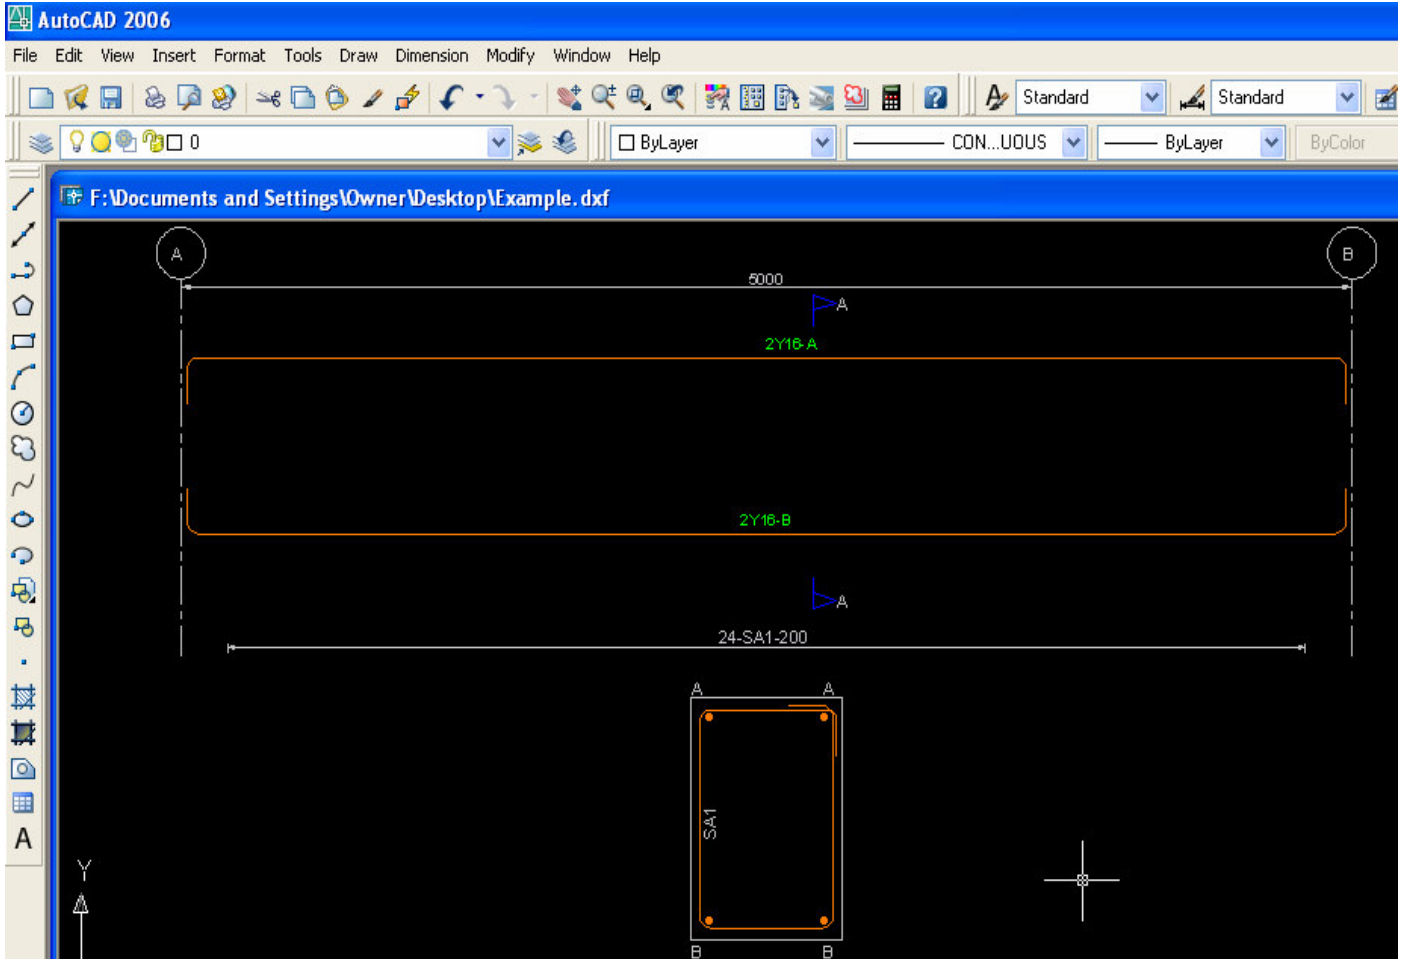 AutoCAD 2006
File Edit View Insert Format Tools Draw Dimension Modify Window Help
Standard Standard
0 ByLayer CON...UOUS ByLayer ByColor
F:\Documents and Settings\Owner\Desktop\Example.dxf
A B
5000
A
2Y16-A
2Y16-B
A
24-SA1-200
A A
SA1
A
Y
B B